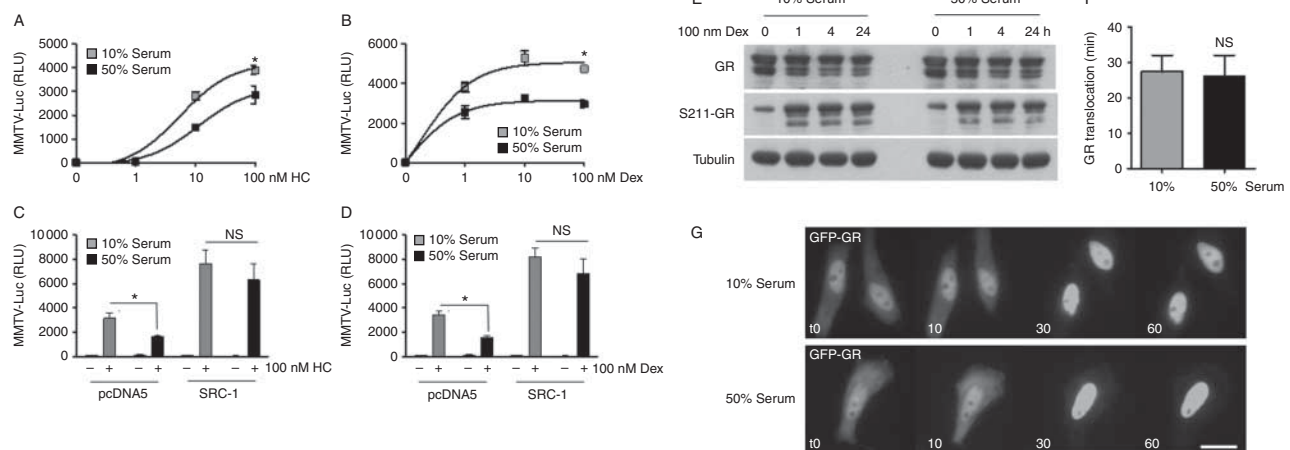 A
MMTV-Luc (RLU)
5000
4000
3000
2000
1000
0
10% Serum
50% Serum
*
0
1
10
100 nM HC
B
MMTV-Luc (RLU)
6000
4000
2000
0
*
10% Serum
50% Serum
0
1
10
100 nM Dex
C
MMTV-Luc (RLU)
10 000
8000
6000
4000
2000
0
10% Serum
50% Serum
NS
*
– + – + – + – + 100 nM HC
pcDNA5
SRC-1
D
MMTV-Luc (RLU)
10 000
8000
6000
4000
2000
0
10% Serum
50% Serum
NS
*
– + – + – + – + 100 nM Dex
pcDNA5
SRC-1
E
10% Serum
50% Serum
100 nm Dex 0 1 4 24 0 1 4 24 h
GR
S211-GR
Tubulin
GR translocation (min)
40
30
20
10
0
NS
10% 50% Serum
G
10% Serum
GFP-GR
t0 10 30 60
50% Serum
GFP-GR
t0 10 30 60